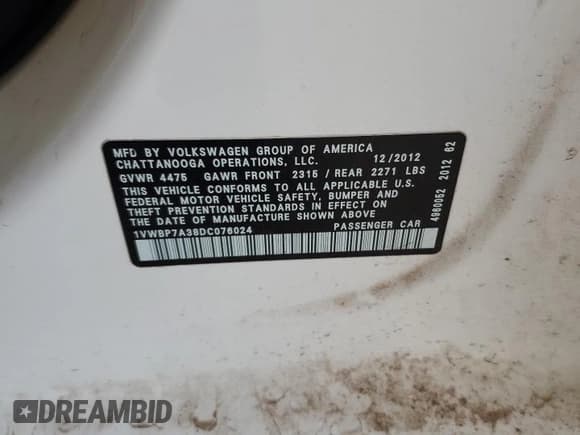 MFD BY VOLKSWAGEN GROUP OF AMERICA
CHATTANOOGA OPERATIONS, LLC. 12/2012
GVWR 4475 GAWR FRONT 2315 / REAR 2271 LBS
THIS VEHICLE CONFORMS TO ALL APPLICABLE U.S.
FEDERAL MOTOR VEHICLE SAFETY, BUMPER AND
THEFT PREVENTION STANDARDS IN EFFECT ON
THE DATE OF MANUFACTURE SHOWN ABOVE
1VWBP7A38DC076024 PASSENGER CAR
4960052 2012 62
DREAMBID